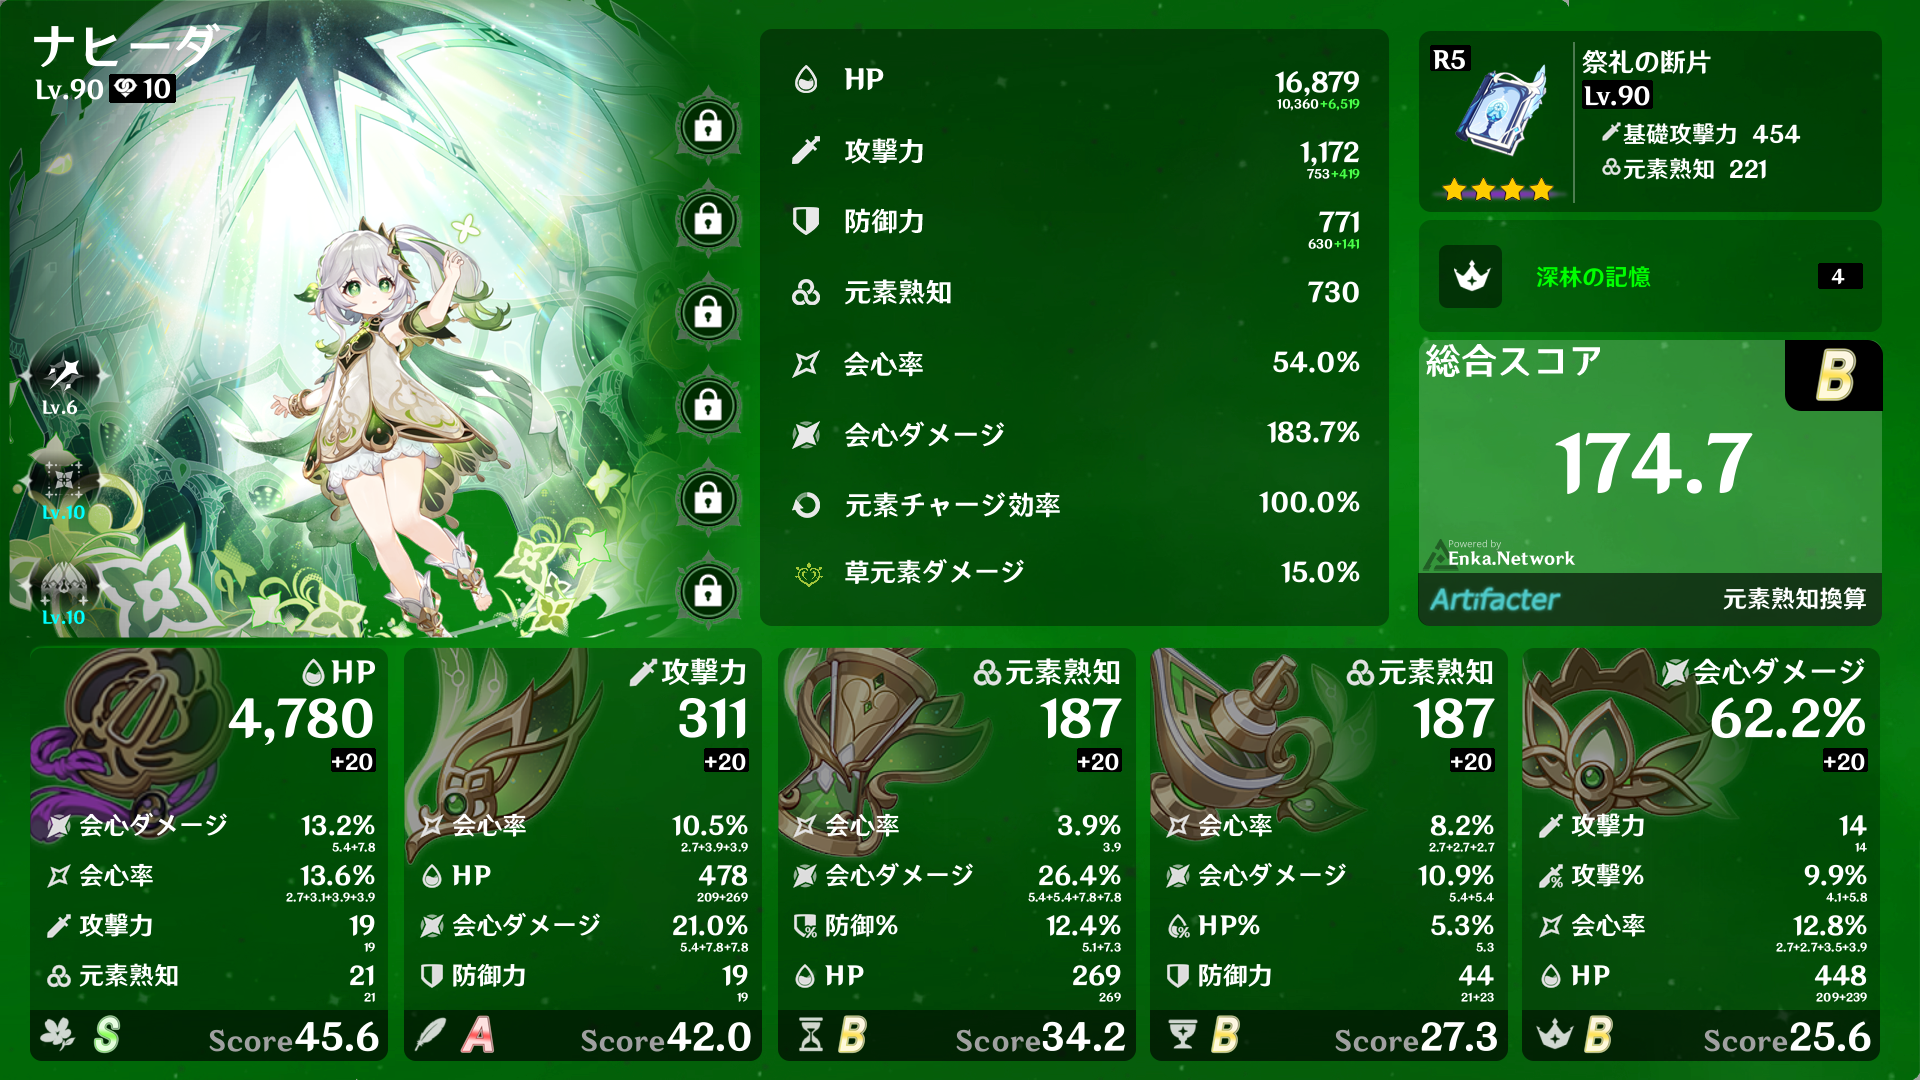 ナヒーダ
Lv.90 10
Lv.6
Lv.10
Lv.10
HP 16,879
10,360+6,519
攻撃力 1,172
753+419
防御力 771
630+141
元素熟知 730
会心率 54.0%
会心ダメージ 183.7%
元素チャージ効率 100.0%
草元素ダメージ 15.0%
R5
祭礼の断片
Lv.90
基礎攻撃力 454
元素熟知 221
深林の記憶 4
総合スコア B
174.7
Powered by
Enka.Network
Artifacter 元素熟知換算
HP
4,780
+20
会心ダメージ 13.2%
5.4+7.8
会心率 13.6%
2.7+3.1+3.9+3.9
攻撃力 19
19
元素熟知 21
21
S Score45.6
攻撃力
311
+20
会心率 10.5%
2.7+3.9+3.9
HP 478
209+269
会心ダメージ 21.0%
5.4+7.8+7.8
防御力 19
19
A Score42.0
元素熟知
187
+20
会心率 3.9%
3.9
会心ダメージ 26.4%
5.4+5.4+7.8+7.8
防御% 12.4%
5.1+7.3
HP 269
269
B Score34.2
元素熟知
187
+20
会心率 8.2%
2.7+2.7+2.7
会心ダメージ 10.9%
5.4+5.4
HP% 5.3%
5.3
防御力 44
21+23
B Score27.3
会心ダメージ
62.2%
+20
攻撃力 14
14
攻撃% 9.9%
4.1+5.8
会心率 12.8%
2.7+2.7+3.5+3.9
HP 448
209+239
B Score25.6